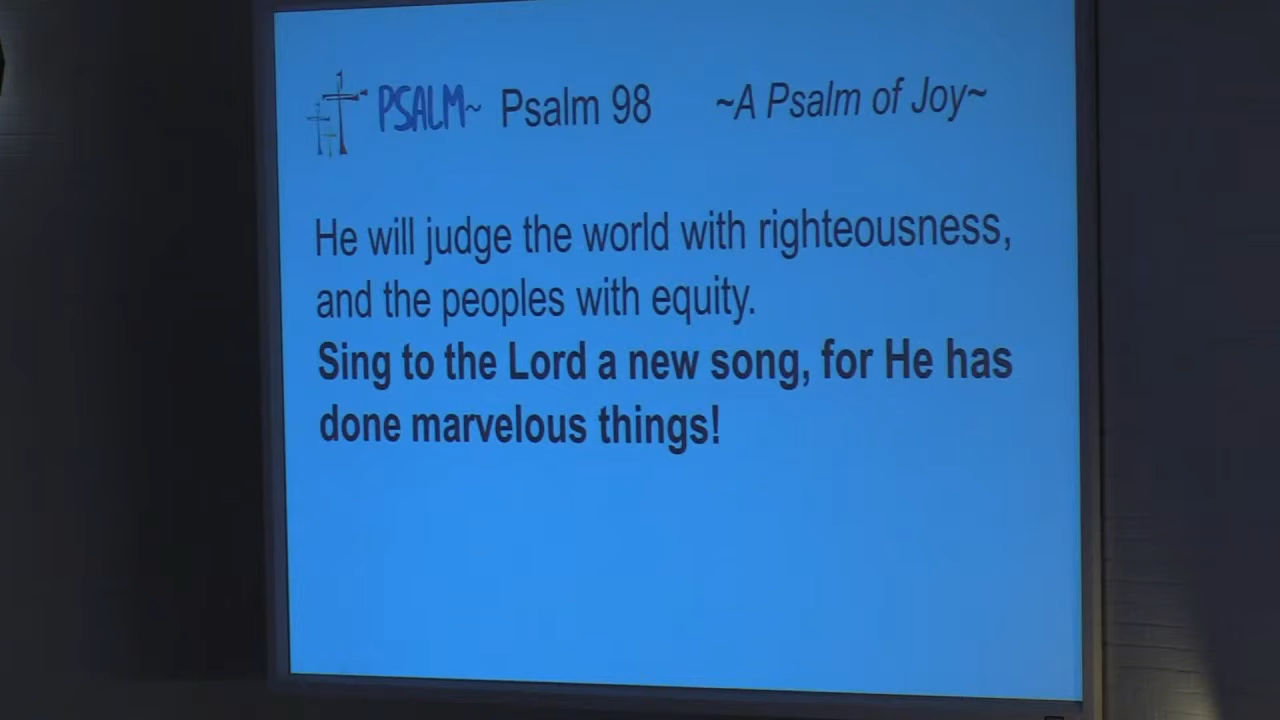 PSALM~ Psalm 98 ~A Psalm of Joy~
He will judge the world with righteousness,
and the peoples with equity.
Sing to the Lord a new song, for He has
done marvelous things!